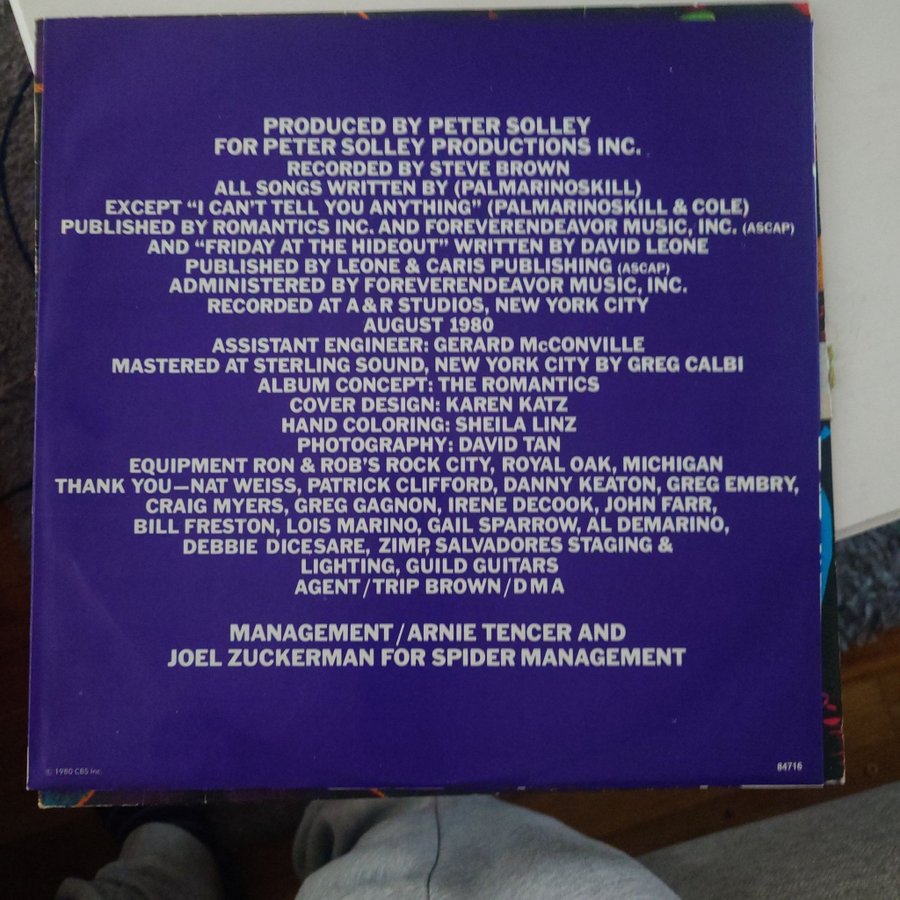 PRODUCED BY PETER SOLLEY
FOR PETER SOLLEY PRODUCTIONS INC.
RECORDED BY STEVE BROWN
ALL SONGS WRITTEN BY (PALMARINOSKILL)
EXCEPT “I CAN'T TELL YOU ANYTHING” (PALMARINOSKILL & COLE)
PUBLISHED BY ROMANTICS INC. AND FOREVERENDEAVOR MUSIC, INC. (ASCAP)
AND “FRIDAY AT THE HIDEOUT” WRITTEN BY DAVID LEONE
PUBLISHED BY LEONE & CARIS PUBLISHING (ASCAP)
ADMINISTERED BY FOREVERENDEAVOR MUSIC, INC.
RECORDED AT A&R STUDIOS, NEW YORK CITY
AUGUST 1980
ASSISTANT ENGINEER: GERARD McCONVILLE
MASTERED AT STERLING SOUND, NEW YORK CITY BY GREG CALBI
ALBUM CONCEPT: THE ROMANTICS
COVER DESIGN: KAREN KATZ
HAND COLORING: SHEILA LINZ
PHOTOGRAPHY: DAVID TAN
EQUIPMENT RON & ROB'S ROCK CITY, ROYAL OAK, MICHIGAN
THANK YOU—NAT WEISS, PATRICK CLIFFORD, DANNY KEATON, GREG EMBRY,
CRAIG MYERS, GREG GAGNON, IRENE DECOOK, JOHN FARR,
BILL FRESTON, LOIS MARINO, GAIL SPARROW, AL DEMARINO,
DEBBIE DICESARE, ZIMP, SALVADORES STAGING &
LIGHTING, GUILD GUITARS
AGENT/TRIP BROWN/DMA
MANAGEMENT/ARNIE TENCER AND
JOEL ZUCKERMAN FOR SPIDER MANAGEMENT
© 1980 CBS Inc.
84716